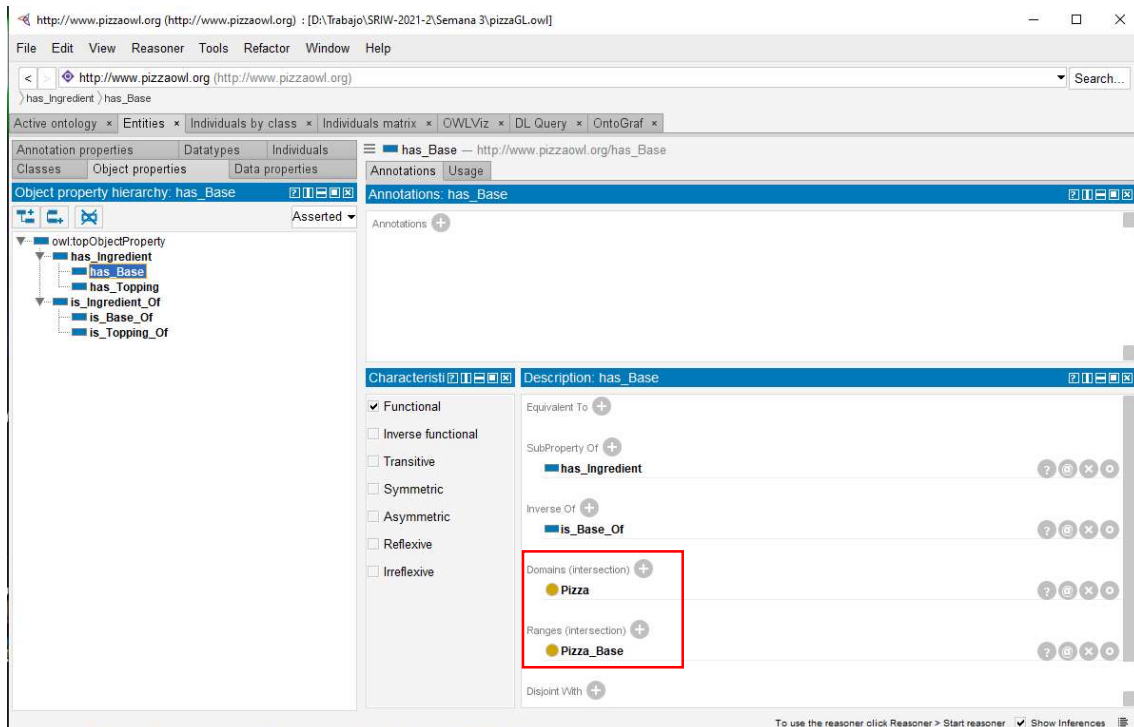 http://www.pizzaowl.org (http://www.pizzaowl.org) : [D:\Trabajo\SRIW-2021-2\Semana 3\pizzaGL.owl]
File Edit View Reasoner Tools Refactor Window Help
< > http://www.pizzaowl.org (http://www.pizzaowl.org) Search...
has_Ingredient has_Base
Active ontology × Entities × Individuals by class × Individuals matrix × OWLViz × DL Query × OntoGraf ×
Annotation properties Datatypes Individuals
Classes Object properties Data properties
Object property hierarchy: has_Base
Asserted
owl:topObjectProperty
has_Ingredient
has_Base
has_Topping
is_Ingredient_Of
is_Base_Of
is_Topping_Of
has_Base — http://www.pizzaowl.org/has_Base
Annotations Usage
Annotations: has_Base
Annotations
Characteristi
Functional
Inverse functional
Transitive
Symmetric
Asymmetric
Reflexive
Irreflexive
Description: has_Base
Equivalent To
SubProperty Of
has_Ingredient
Inverse Of
is_Base_Of
Domains (intersection)
Pizza
Ranges (intersection)
Pizza_Base
Disjoint With
To use the reasoner click Reasoner > Start reasoner Show Inferences